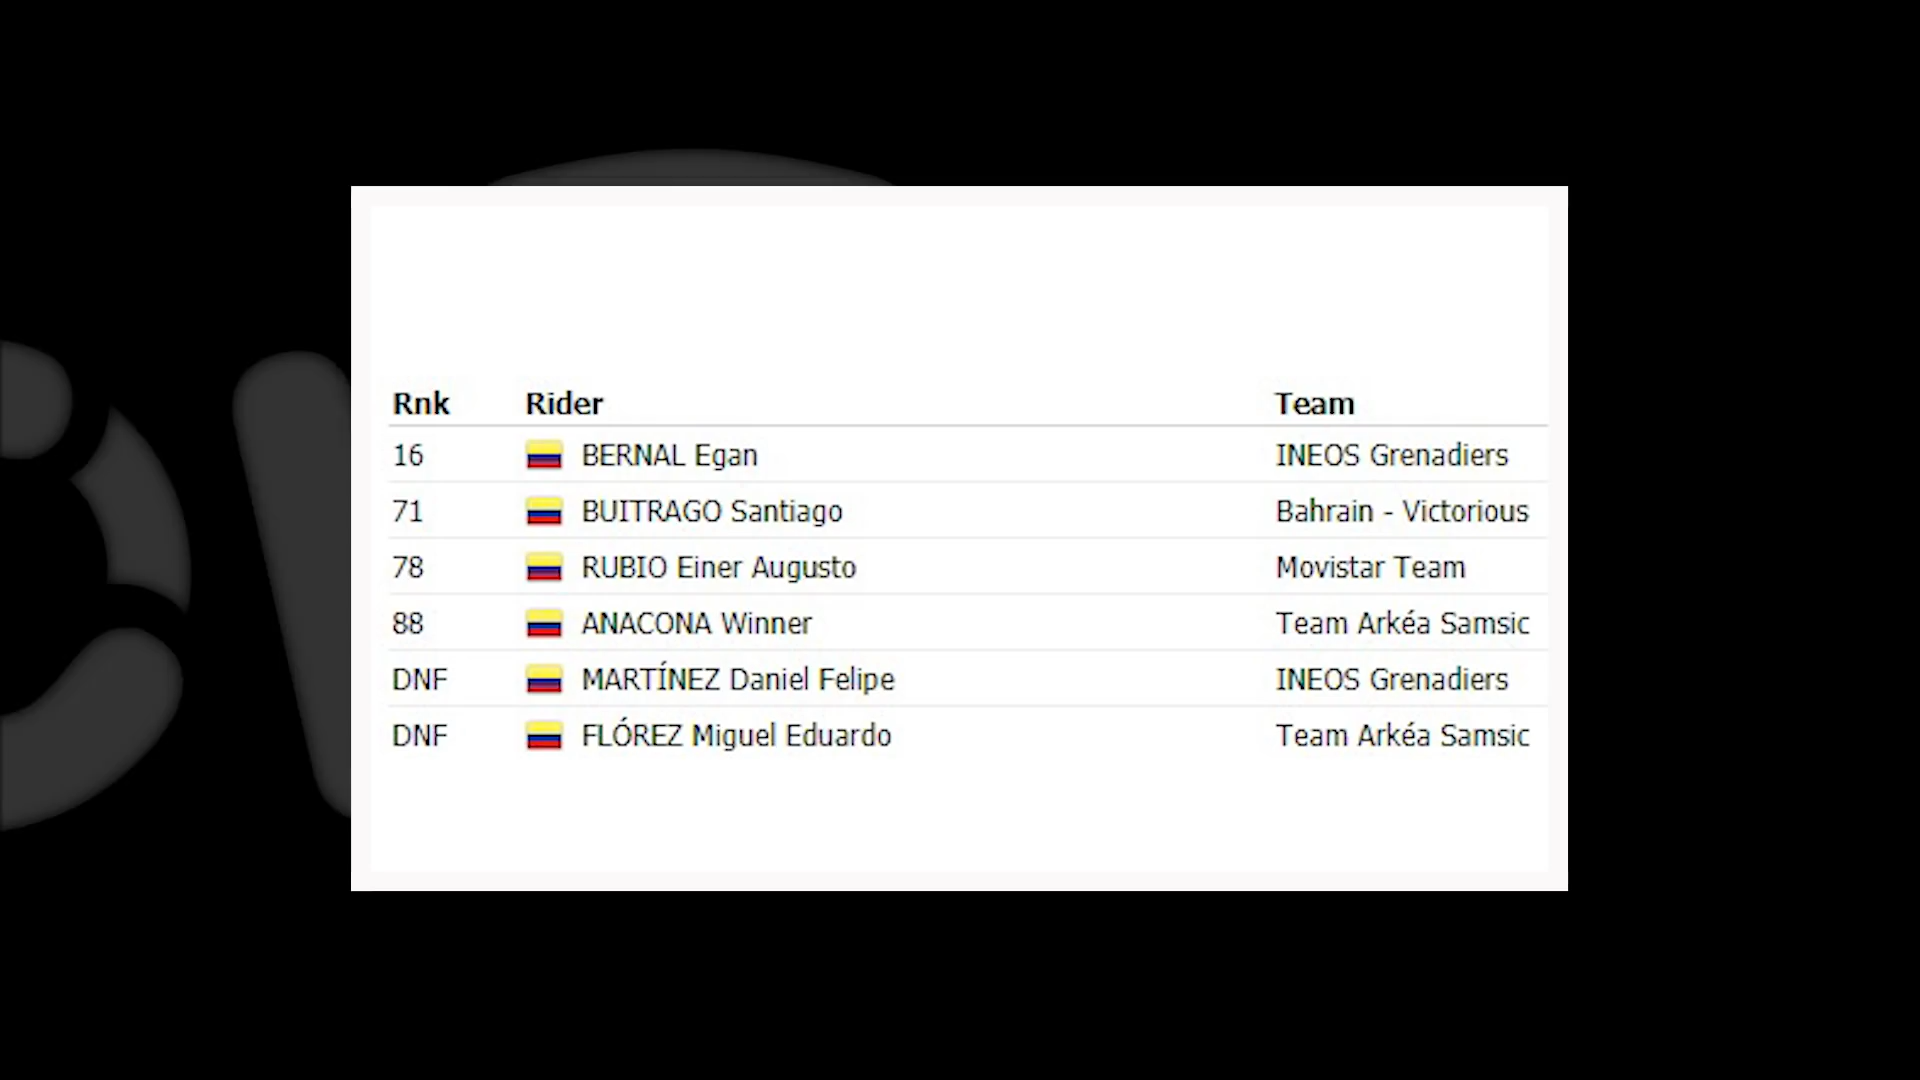 Rnk Rider Team
16 BERNAL Egan INEOS Grenadiers
71 BUITRAGO Santiago Bahrain - Victorious
78 RUBIO Einer Augusto Movistar Team
88 ANACONA Winner Team Arkéa Samsic
DNF MARTÍNEZ Daniel Felipe INEOS Grenadiers
DNF FLÓREZ Miguel Eduardo Team Arkéa Samsic